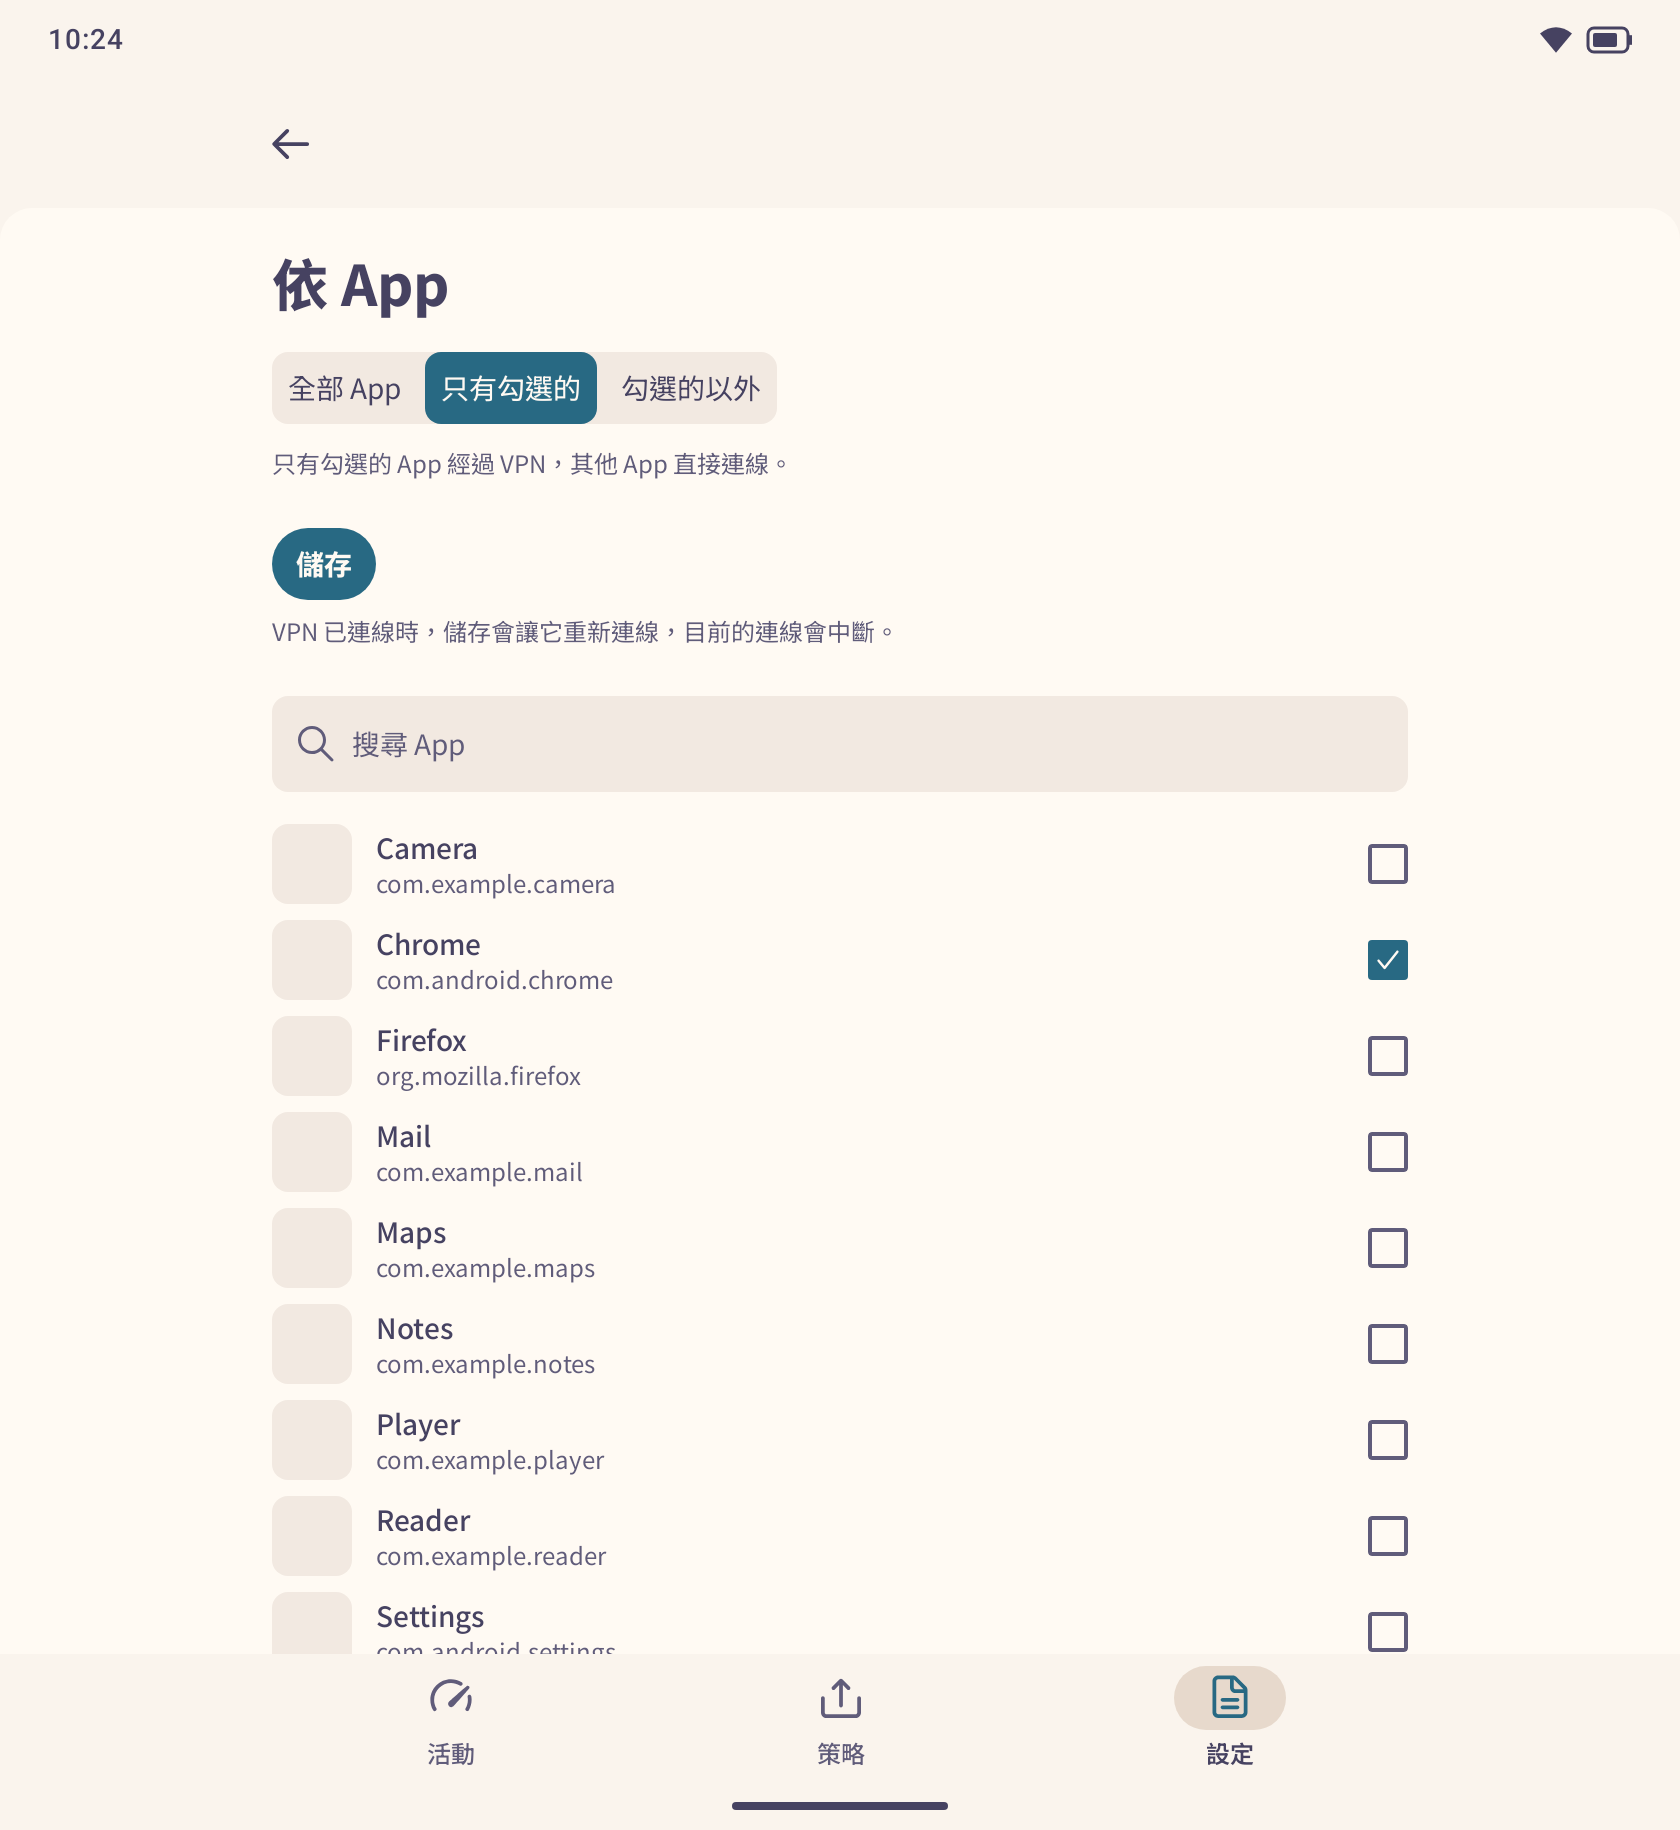 10:24
依 App
全部 App
只有勾選的
勾選的以外
只有勾選的 App 經過 VPN，其他 App 直接連線。
儲存
VPN 已連線時，儲存會讓它重新連線，目前的連線會中斷。
搜尋 App
Camera
com.example.camera
Chrome
com.android.chrome
Firefox
org.mozilla.firefox
Mail
com.example.mail
Maps
com.example.maps
Notes
com.example.notes
Player
com.example.player
Reader
com.example.reader
Settings
com.android.settings
活動
策略
設定